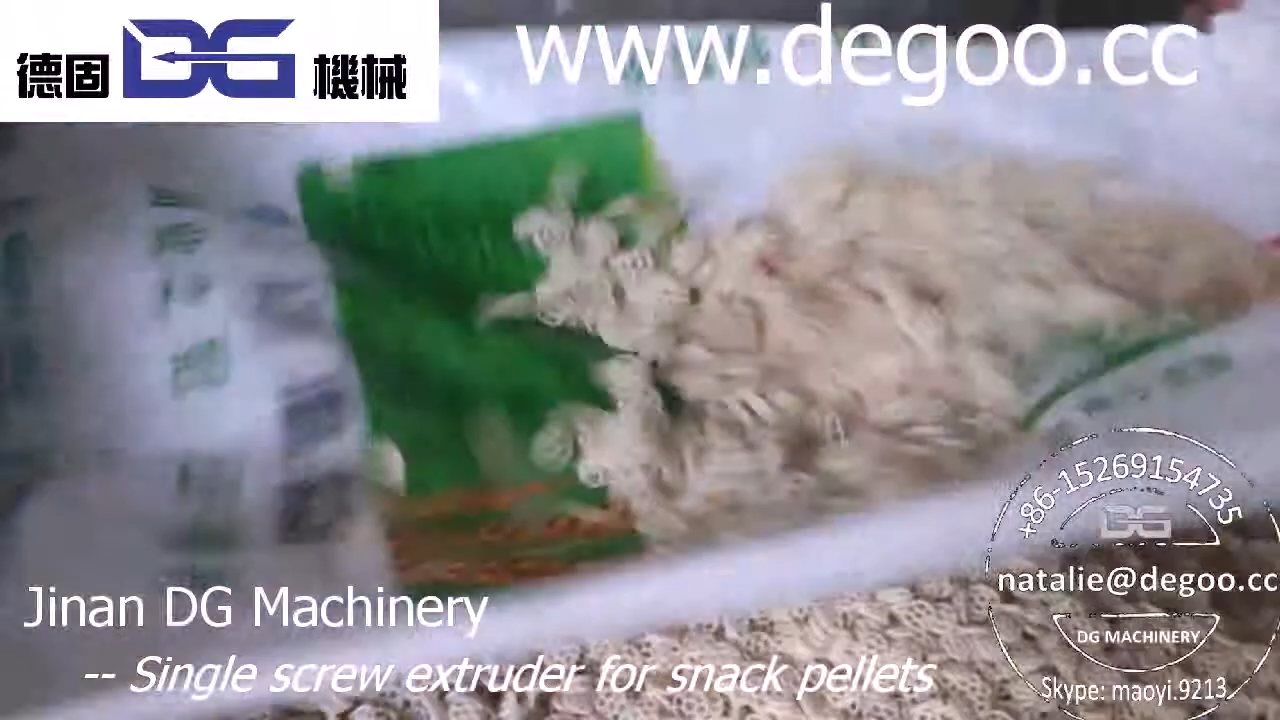 德固 DG 機械
www.degoo.cc
+86-15269154735
DG
natalie@degoo.cc
DG MACHINERY
Skype: maoyi.9213
Jinan DG Machinery
-- Single screw extruder for snack pellets